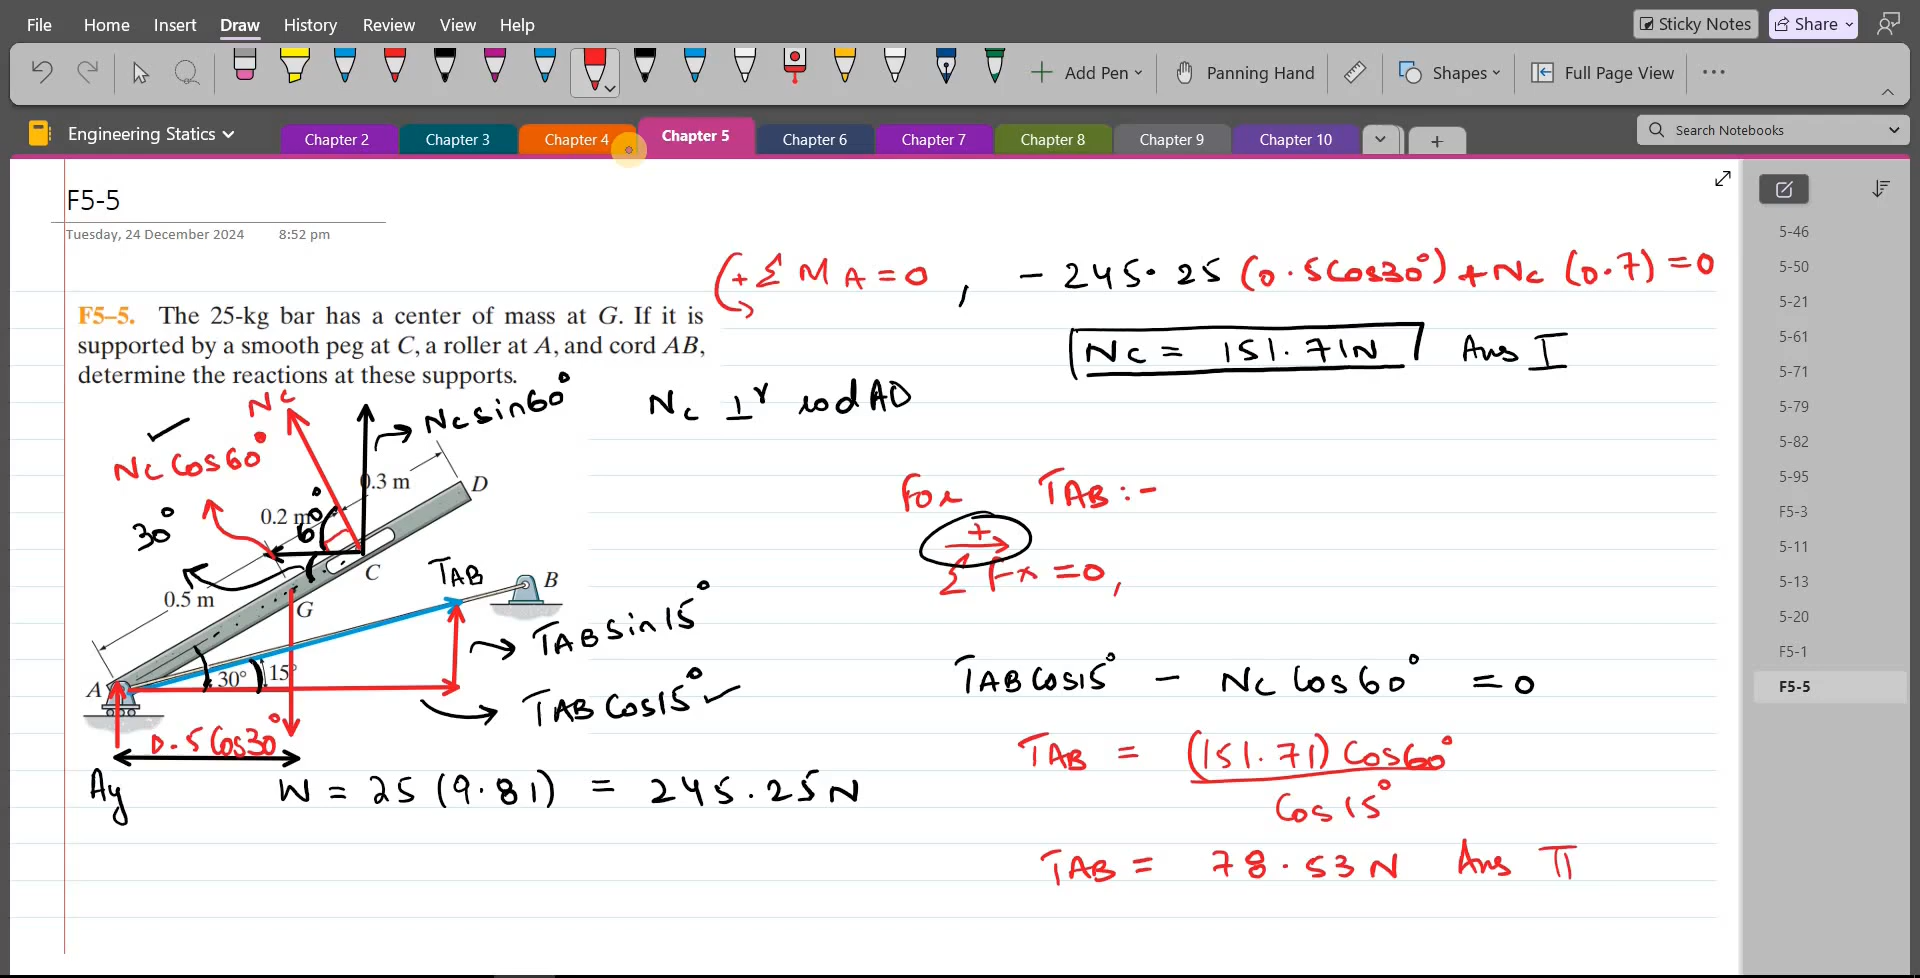 File Home Insert Draw History Review View Help
Sticky Notes Share
Add Pen Panning Hand Shapes Full Page View
Engineering Statics
Chapter 2 Chapter 3 Chapter 4 Chapter 5 Chapter 6 Chapter 7 Chapter 8 Chapter 9 Chapter 10
Search Notebooks
F5-5
Tuesday, 24 December 2024 8:52 pm
F5–5. The 25-kg bar has a center of mass at G. If it is
supported by a smooth peg at C, a roller at A, and cord AB,
determine the reactions at these supports.
+ Σ MA = 0 , - 245.25 (0.5Cos30°) + Nc (0.7) = 0
Nc = 151.71N Ans I
Nc ⊥r rod AD
Nc
Nc sin60°
Nc Cos60°
0.3 m
D
0.2 m
60°
30°
C
TAB
B
0.5 m
G
TAB sin15°
A
30°
15°
TAB Cos15°
0.5 Cos30°
Ay
W = 25 (9.81) = 245.25N
For TAB :-
+
Σ Fx = 0,
TAB Cos15° - Nc Cos60° = 0
TAB = (151.71) Cos60°
Cos15°
TAB = 78.53 N Ans II
5-46
5-50
5-21
5-61
5-71
5-79
5-82
5-95
F5-3
5-11
5-13
5-20
F5-1
F5-5